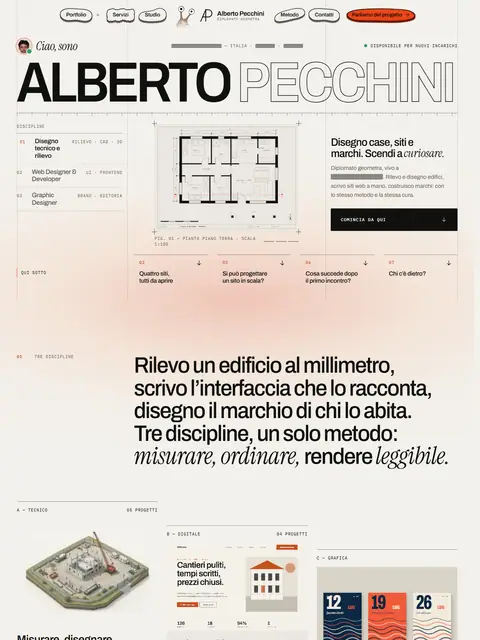 Portfolio
Servizi
Studio
Alberto Pecchini
DIPLOMATO GEOMETRA
Metodo
Contatti
Parliamo del progetto →
Ciao, sono
— ITALIA —
DISPONIBILE PER NUOVI INCARICHI
ALBERTO PECCHINI
DISCIPLINE
01 Disegno tecnico e rilievo RILIEVO · CAD · 3D
02 Web Designer & Developer UI · FRONTEND
03 Graphic Designer BRAND · EDITORIA
FIG. 01 — PIANTA PIANO TERRA · SCALA 1:100
Disegno case, siti e
marchi. Scendi a curiosare.
Diplomato geometra, vivo a
. Rilievo e disegno edifici,
scrivo siti web a mano, costruisco marchi: con
lo stesso metodo e la stessa cura.
COMINCIA DA QUI ↓
QUI SOTTO
02 ↓
Quattro siti,
tutti da aprire
03 ↓
Si può progettare
un silo in scala?
↓
Cosa succede dopo
il primo incontro?
07 ↓
Chi c'è dietro?
TRE DISCIPLINE
Rilevo un edificio al millimetro,
scrivo l'interfaccia che lo racconta,
disegno il marchio di chi lo abita.
Tre discipline, un solo metodo:
misurare, ordinare, rendere leggibile.
A — TECNICO
06 PROGETTI
B — DIGITALE
04 PROGETTI
C — GRAFICA
Cantieri puliti,
tempi scritti,
prezzi chiusi.
12
19
26
Misurare, disegnare